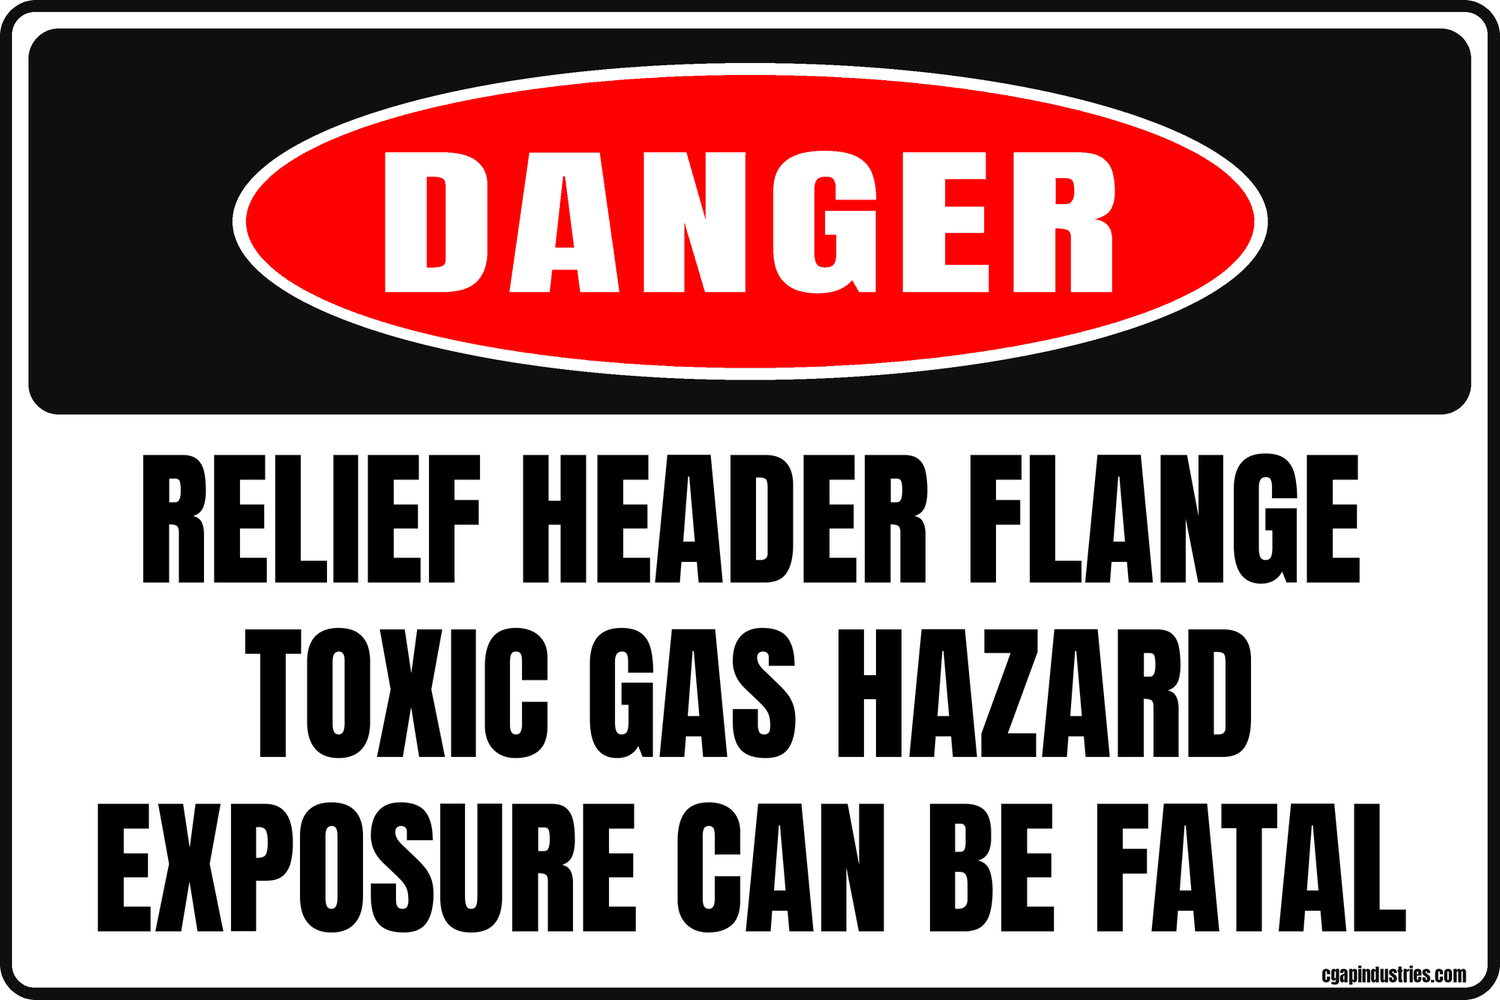 DANGER
RELIEF HEADER FLANGE
TOXIC GAS HAZARD
EXPOSURE CAN BE FATAL
cgapindustries.com